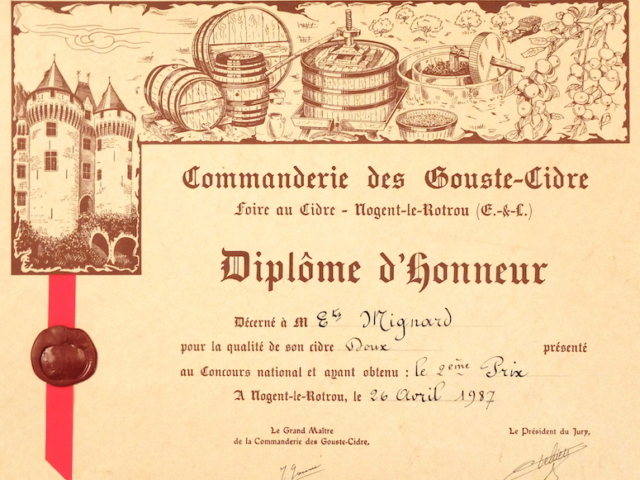 Commanderie des Gouste-Cidre
Foire au Cidre - Nogent-le-Rotrou (E.-&-L.)
Diplôme d'Honneur
Décerné à M Ets Mignard
pour la qualité de son cidre Doux présenté
au Concours national et ayant obtenu : le 2ème Prix
A Nogent-le-Rotrou, le 26 Avril 1987
Le Grand Maître
de la Commanderie des Gouste-Cidre,
Le Président du Jury,